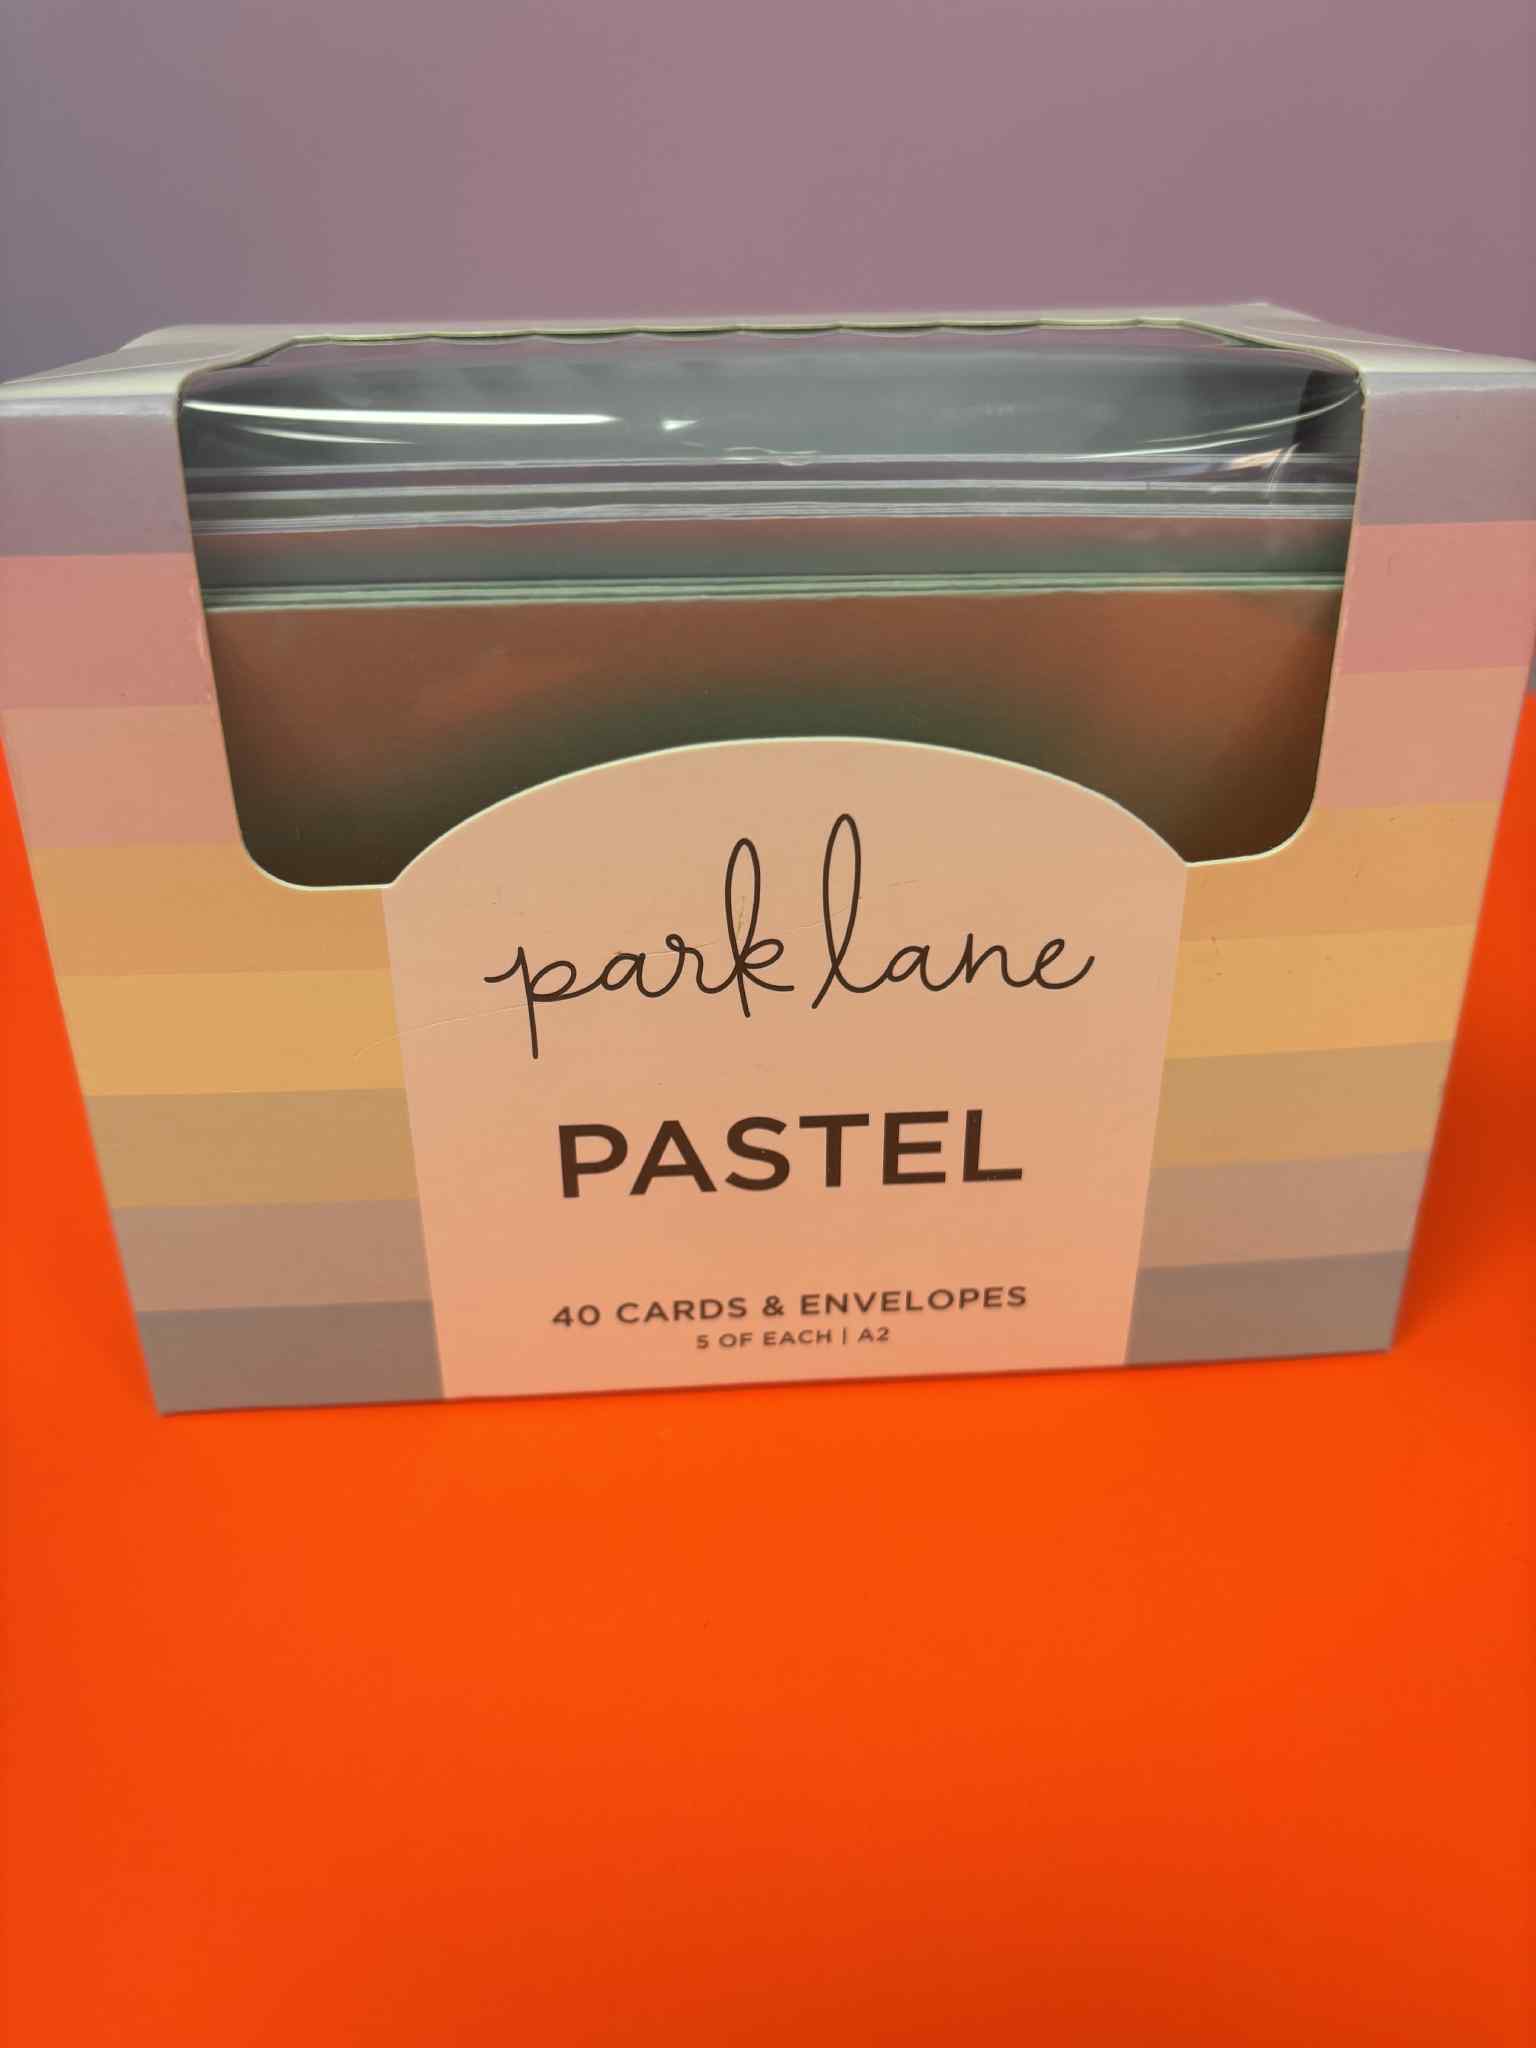 park lane
PASTEL
40 CARDS & ENVELOPES
5 OF EACH | A2